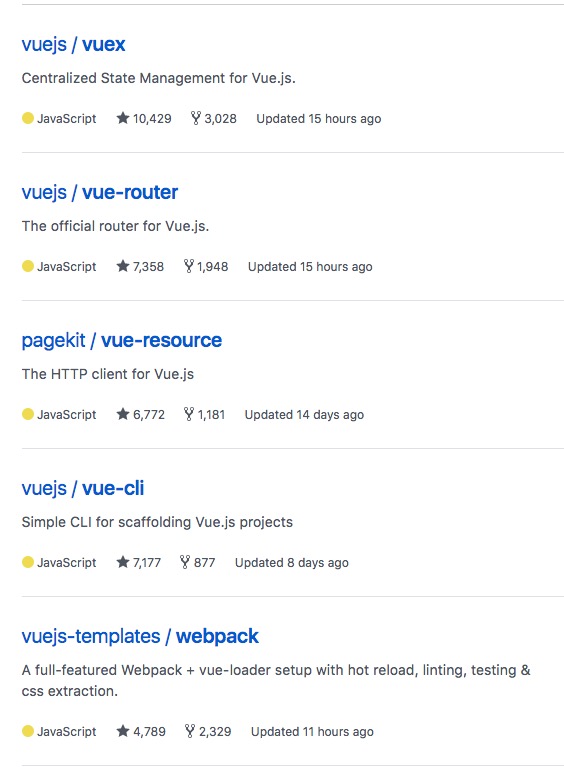 vuejs / vuex
Centralized State Management for Vue.js.
JavaScript 10,429 3,028 Updated 15 hours ago
vuejs / vue-router
The official router for Vue.js.
JavaScript 7,358 1,948 Updated 15 hours ago
pagekit / vue-resource
The HTTP client for Vue.js
JavaScript 6,772 1,181 Updated 14 days ago
vuejs / vue-cli
Simple CLI for scaffolding Vue.js projects
JavaScript 7,177 877 Updated 8 days ago
vuejs-templates / webpack
A full-featured Webpack + vue-loader setup with hot reload, linting, testing &
css extraction.
JavaScript 4,789 2,329 Updated 11 hours ago